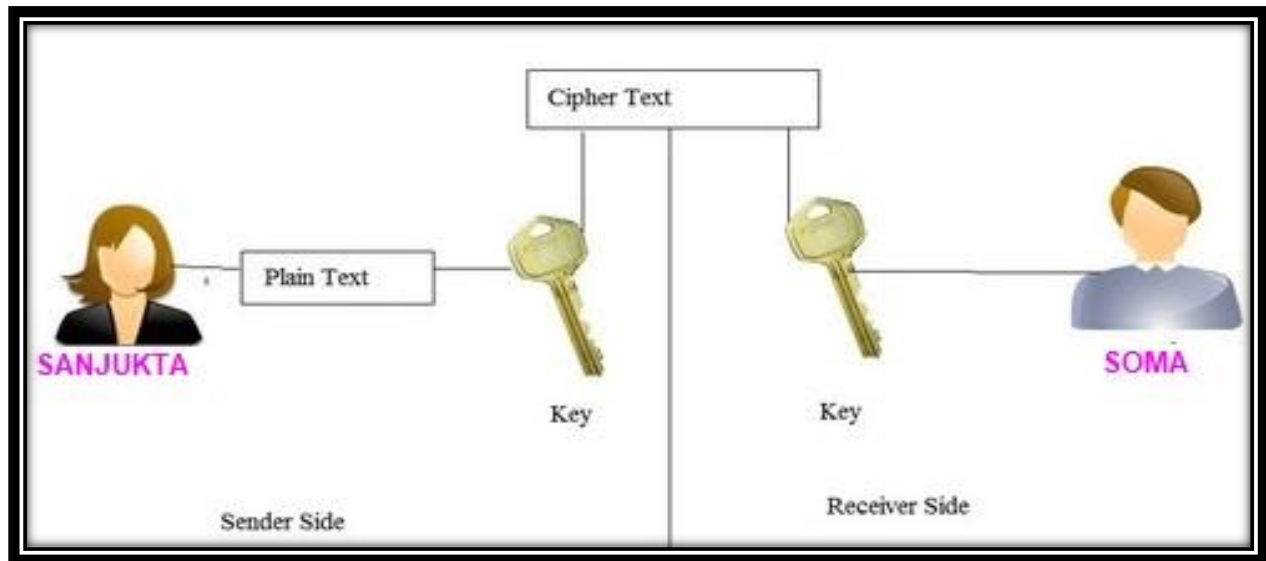 Cipher Text
Plain Text
SANJUKTA
SOMA
Key
Key
Sender Side
Receiver Side